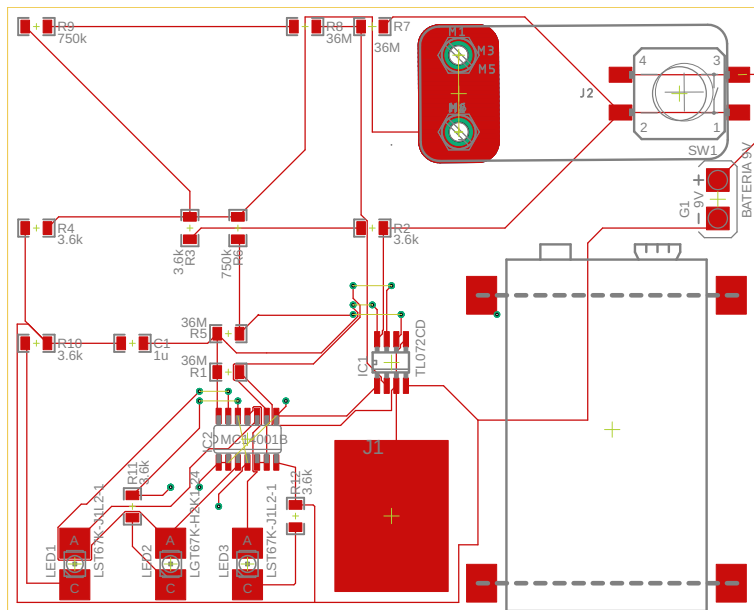 R9
750k
R8
36M
R7
36M
M1
M3
M5
J2
4
3
2
1
SW1
G1
+
9V
BATERIA 9V
R4
3.6k
R3
3.6k
R6
750k
R2
3.6k
R10
3.6k
C1
1u
36M
R5
36M
R1
IC1
TL072CD
IC2
MC14001B
J1
R11
3.6k
R12
3.6k
LED1
A
C
LST67K-J1L2-1
LED2
A
C
LGT67K-H2K1-24
LED3
A
C
LST67K-J1L2-1